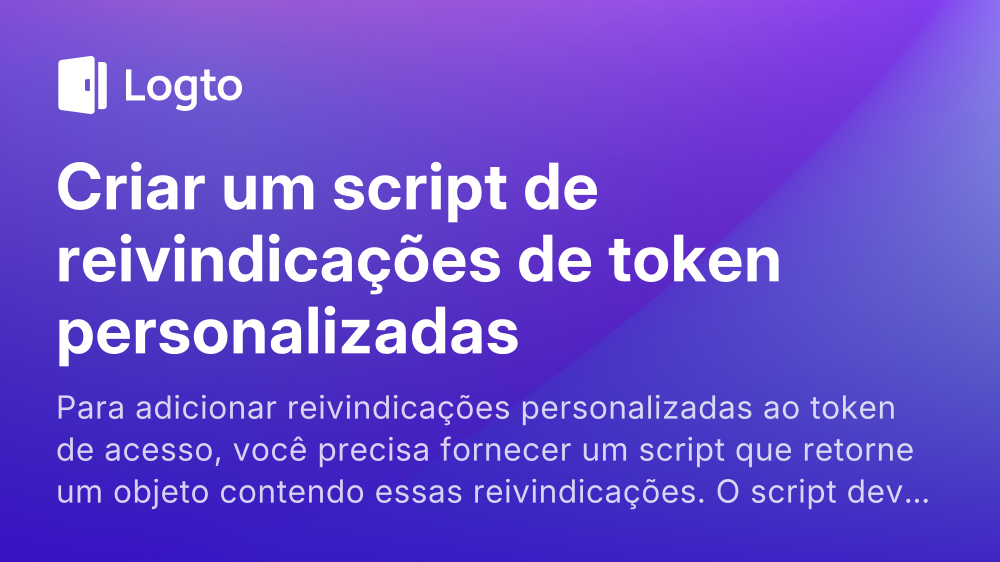 Logto
Criar um script de
reivindicações de token
personalizadas
Para adicionar reivindicações personalizadas ao token
de acesso, você precisa fornecer um script que retorne
um objeto contendo essas reivindicações. O script dev...